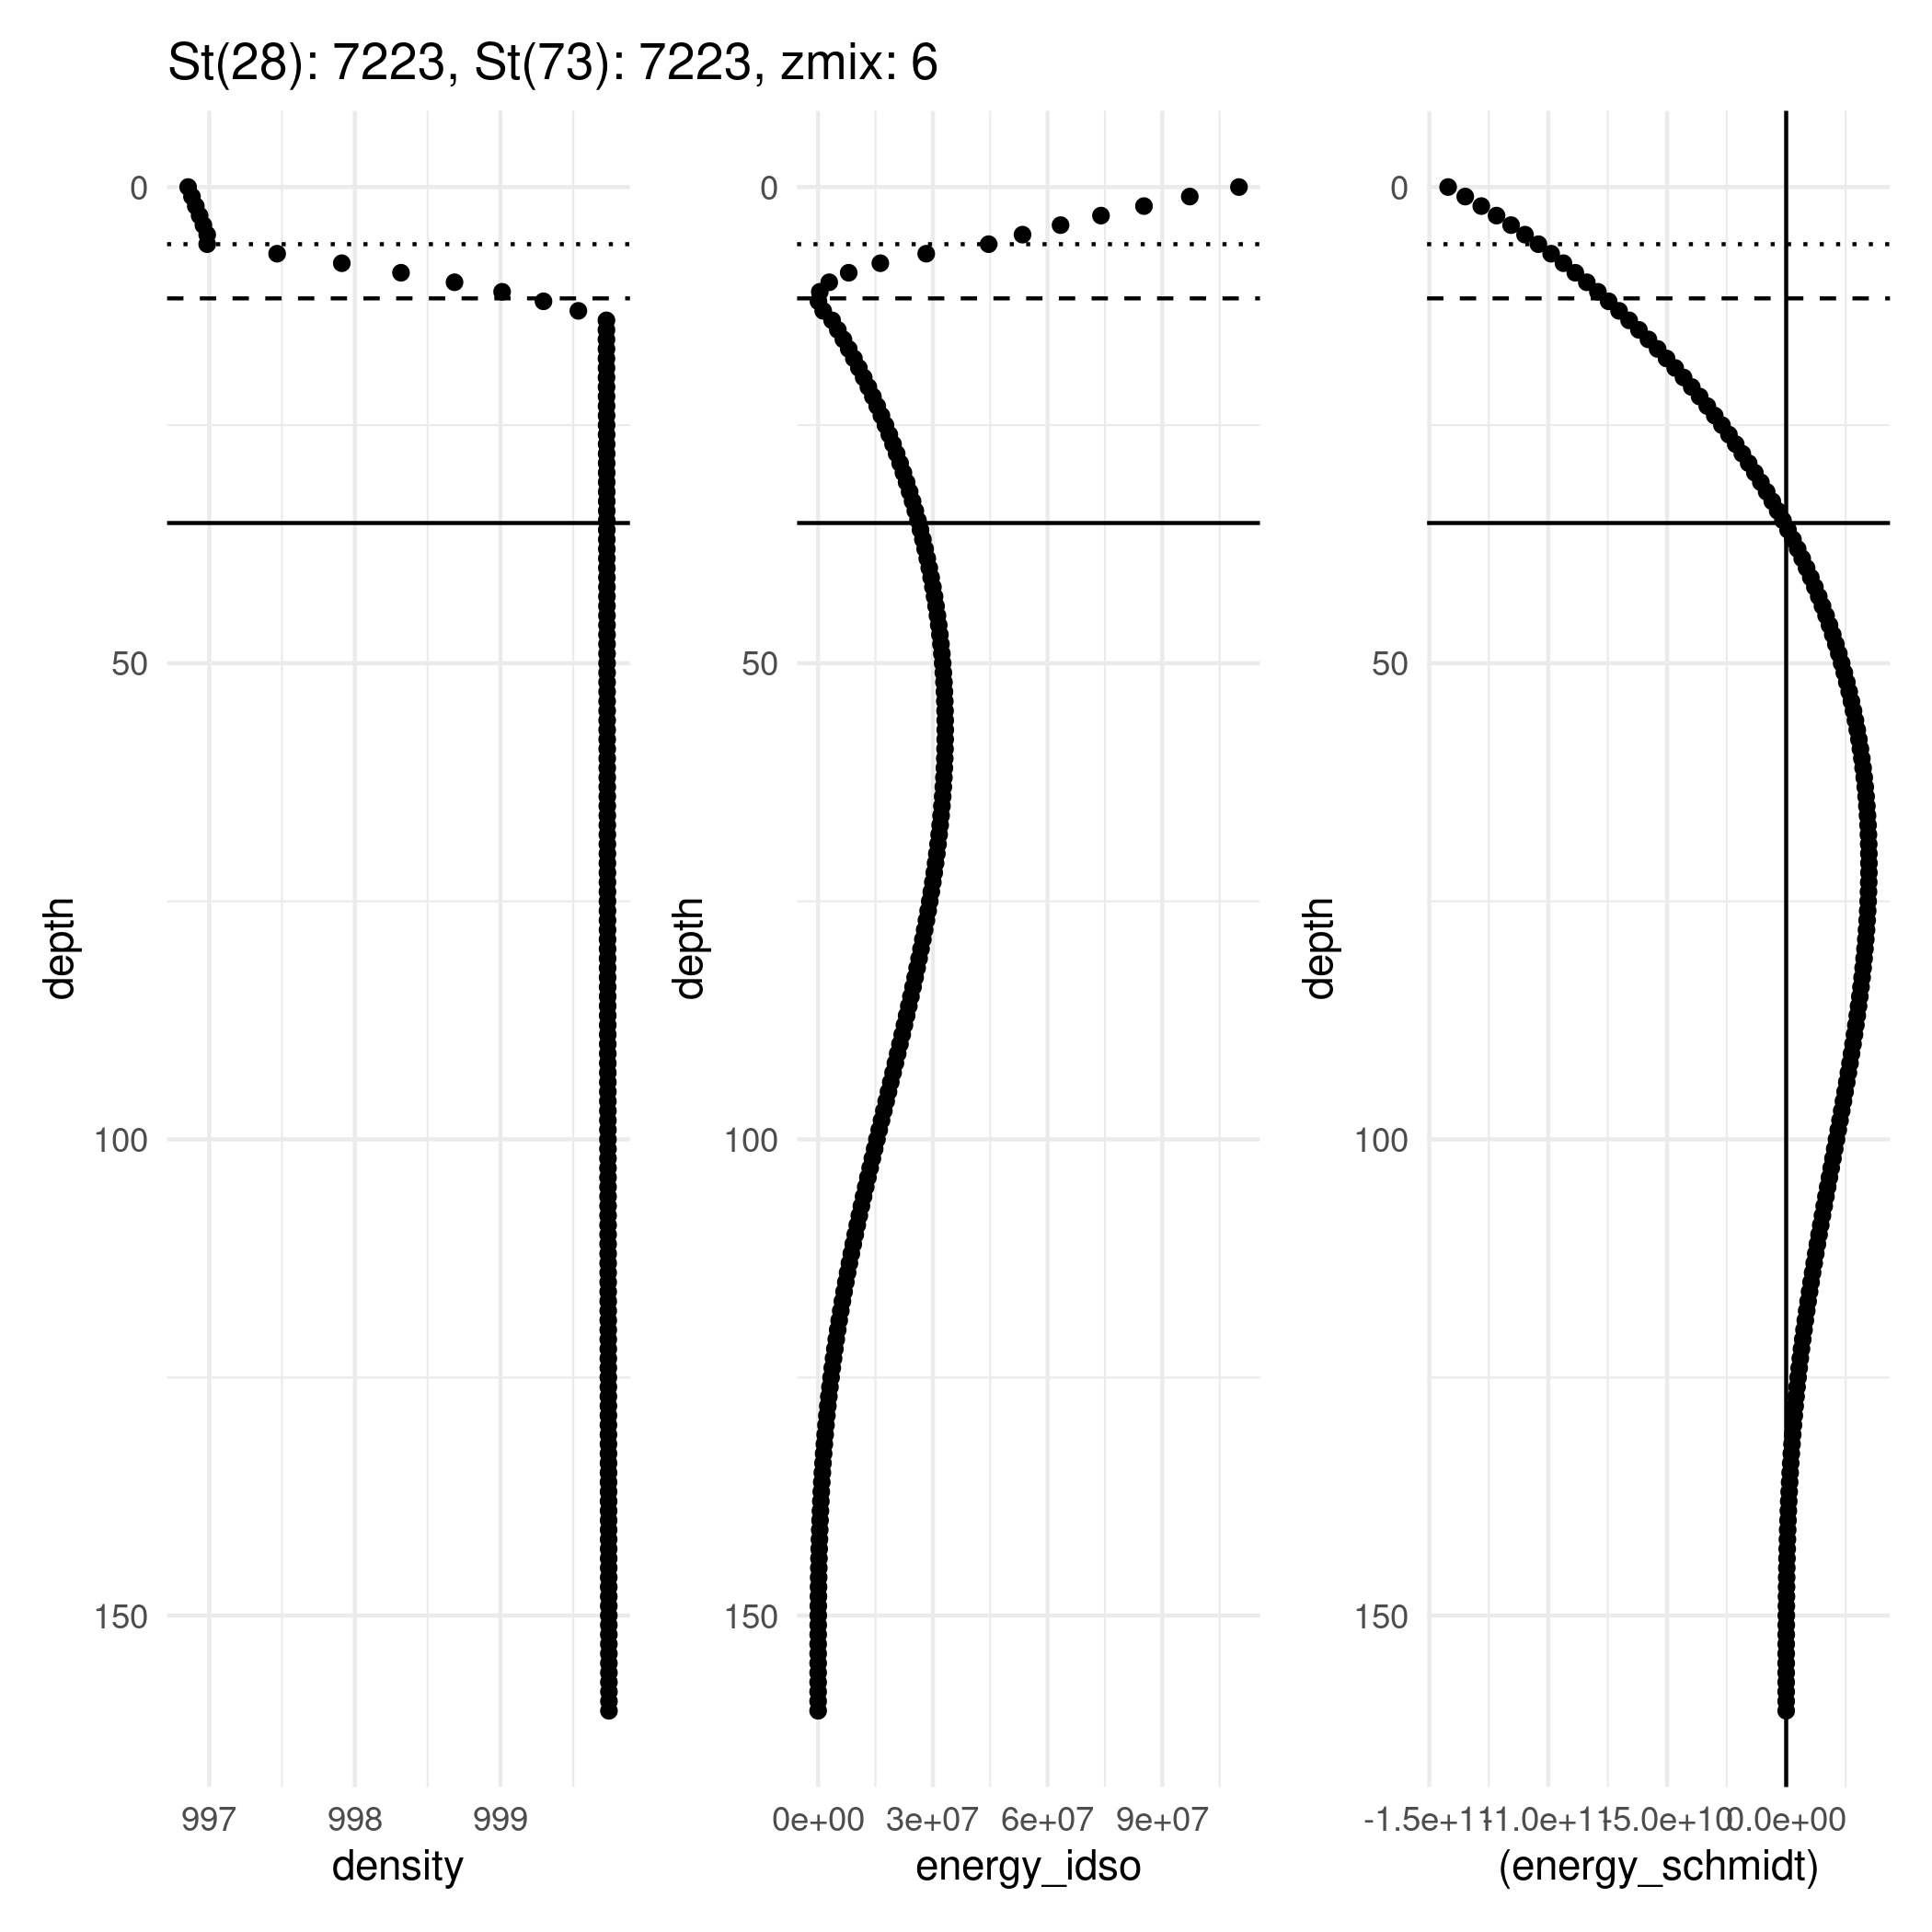 St(28): 7223, St(73): 7223, zmix: 6
0
50
100
150
depth
997 998 999
density
0
50
100
150
depth
0e+00 3e+07 6e+07 9e+07
energy_idso
0
50
100
150
depth
-1.5e+11 -1.0e+11 -5.0e+10 0.0e+00
(energy_schmidt)